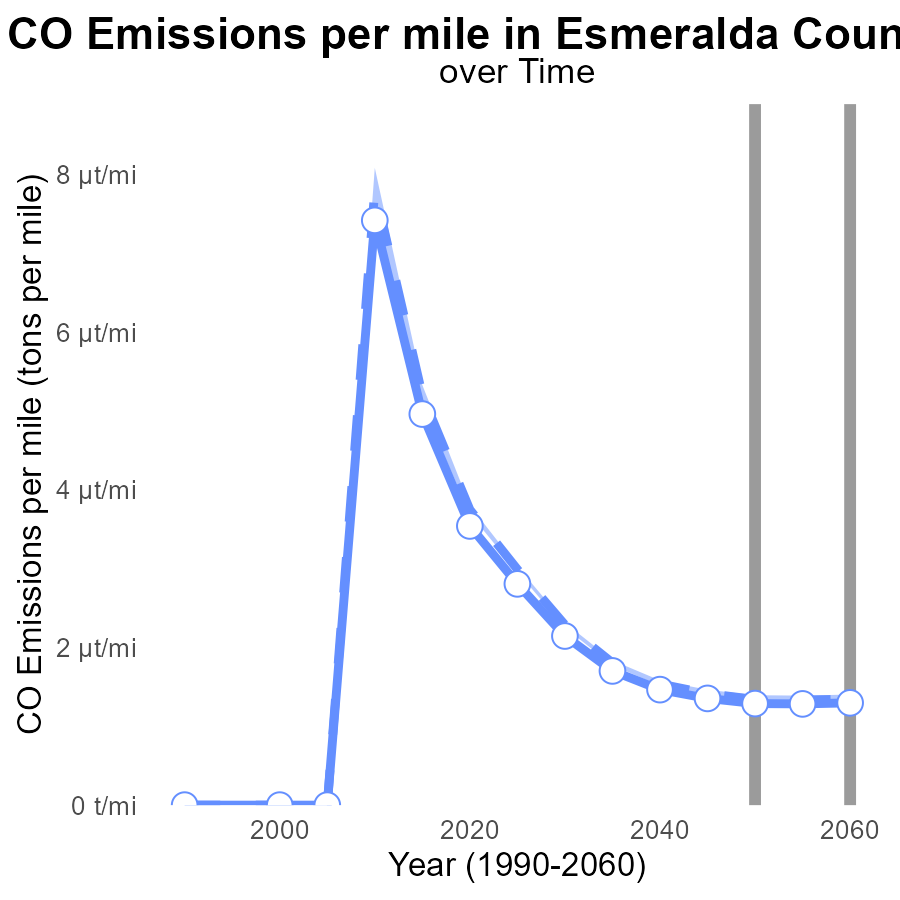 CO Emissions per mile in Esmeralda Coun
over Time
CO Emissions per mile (tons per mile)
8 µt/mi
6 µt/mi
4 µt/mi
2 µt/mi
0 t/mi
2000
2020
2040
2060
Year (1990-2060)